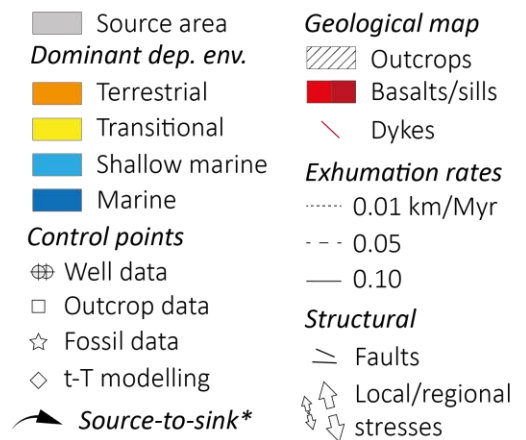 Source area
Dominant dep. env.
Terrestrial
Transitional
Shallow marine
Marine
Control points
Well data
Outcrop data
Fossil data
t-T modelling
Source-to-sink*
Geological map
Outcrops
Basalts/sills
Dykes
Exhumation rates
0.01 km/Myr
0.05
0.10
Structural
Faults
Local/regional
stresses